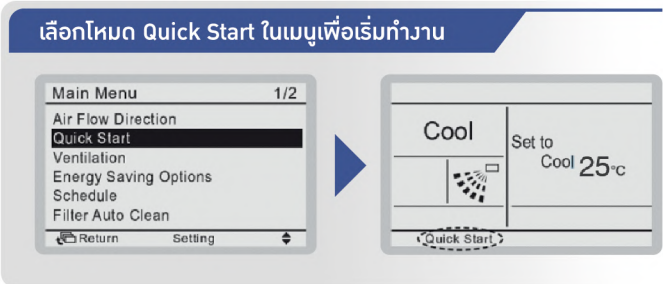 เลือกโหมด Quick Start ในเมนูเพื่อเริ่มทำงาน
Main Menu 1/2
Air Flow Direction
Quick Start
Ventilation
Energy Saving Options
Schedule
Filter Auto Clean
Return Setting
Cool
Set to
Cool 25°C
Quick Start